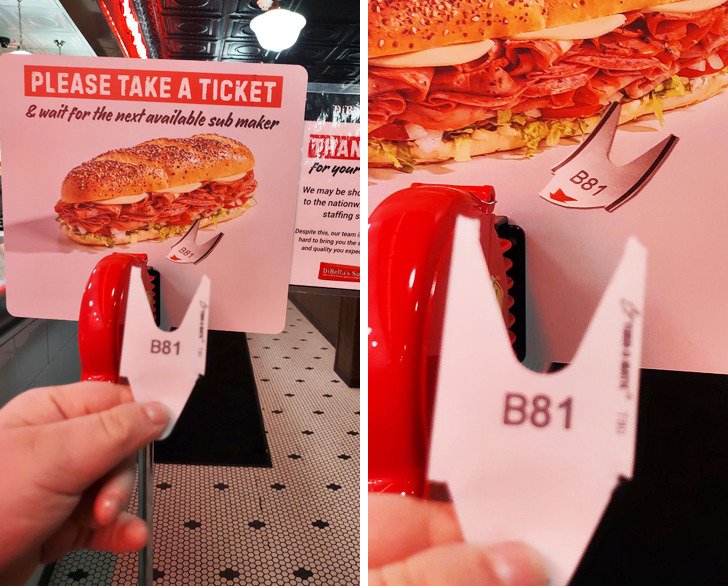 PLEASE TAKE A TICKET
& wait for the next available sub maker
B81
B81
THAN
for your
We may be sho
to the nationw
staffing s
Despite this, our team i
hard to bring you the s
and quality you expe
DiBella's Su
B81
B81